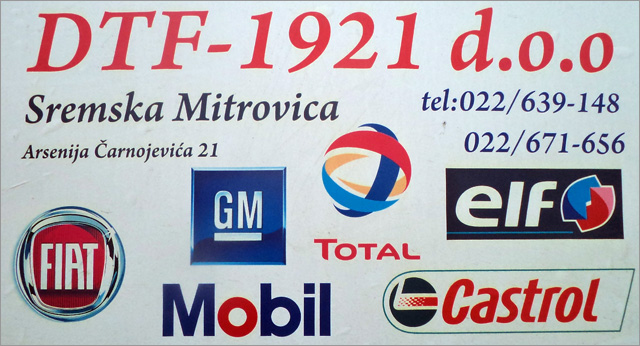 DTF-1921 d.o.o
Sremska Mitrovica
tel:022/639-148
022/671-656
Arsenija Čarnojevića 21
GM
TOTAL
elf
FIAT
Mobil
Castrol